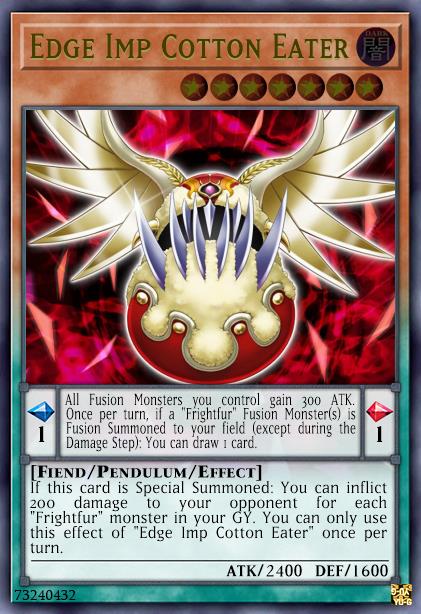 Edge Imp Cotton Eater
DARK
闇
All Fusion Monsters you control gain 300 ATK.
Once per turn, if a "Frightfur" Fusion Monster(s) is
Fusion Summoned to your field (except during the
Damage Step): You can draw 1 card.
1
1
[Fiend/Pendulum/Effect]
If this card is Special Summoned: You can inflict
200 damage to your opponent for each
"Frightfur" monster in your GY. You can only use
this effect of "Edge Imp Cotton Eater" once per
turn.
ATK/2400 DEF/1600
73240432